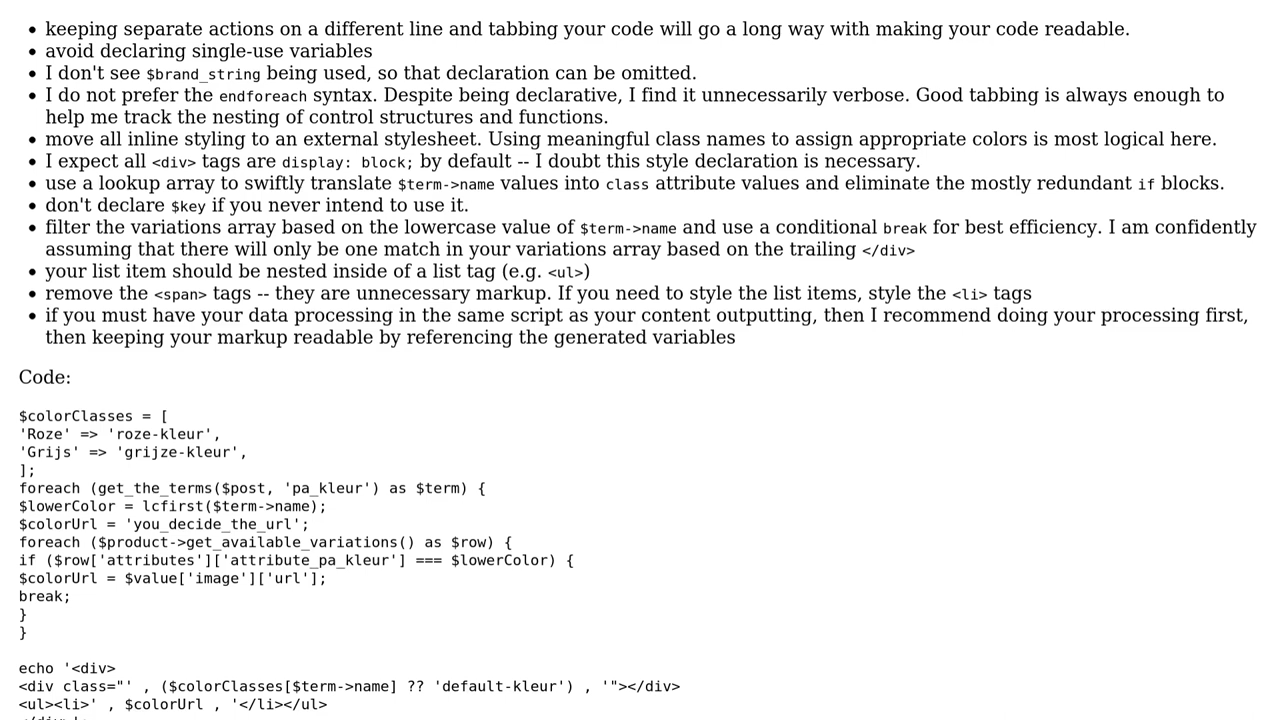 • keeping separate actions on a different line and tabbing your code will go a long way with making your code readable.
• avoid declaring single-use variables
• I don't see $brand_string being used, so that declaration can be omitted.
• I do not prefer the endforeach syntax. Despite being declarative, I find it unnecessarily verbose. Good tabbing is always enough to
help me track the nesting of control structures and functions.
• move all inline styling to an external stylesheet. Using meaningful class names to assign appropriate colors is most logical here.
• I expect all <div> tags are display: block; by default -- I doubt this style declaration is necessary.
• use a lookup array to swiftly translate $term->name values into class attribute values and eliminate the mostly redundant if blocks.
• don't declare $key if you never intend to use it.
• filter the variations array based on the lowercase value of $term->name and use a conditional break for best efficiency. I am confidently
assuming that there will only be one match in your variations array based on the trailing </div>
• your list item should be nested inside of a list tag (e.g. <ul>)
• remove the <span> tags -- they are unnecessary markup. If you need to style the list items, style the <li> tags
• if you must have your data processing in the same script as your content outputting, then I recommend doing your processing first,
then keeping your markup readable by referencing the generated variables
Code:
$colorClasses = [
'Roze' => 'roze-kleur',
'Grijs' => 'grijze-kleur',
];
foreach (get_the_terms($post, 'pa_kleur') as $term) {
$lowerColor = lcfirst($term->name);
$colorUrl = 'you_decide_the_url';
foreach ($product->get_available_variations() as $row) {
if ($row['attributes']['attribute_pa_kleur'] === $lowerColor) {
$colorUrl = $value['image']['url'];
break;
}
}
echo '<div>
<div class="' , ($colorClasses[$term->name] ?? 'default-kleur') , '"></div>
<ul><li>' , $colorUrl , '</li></ul>